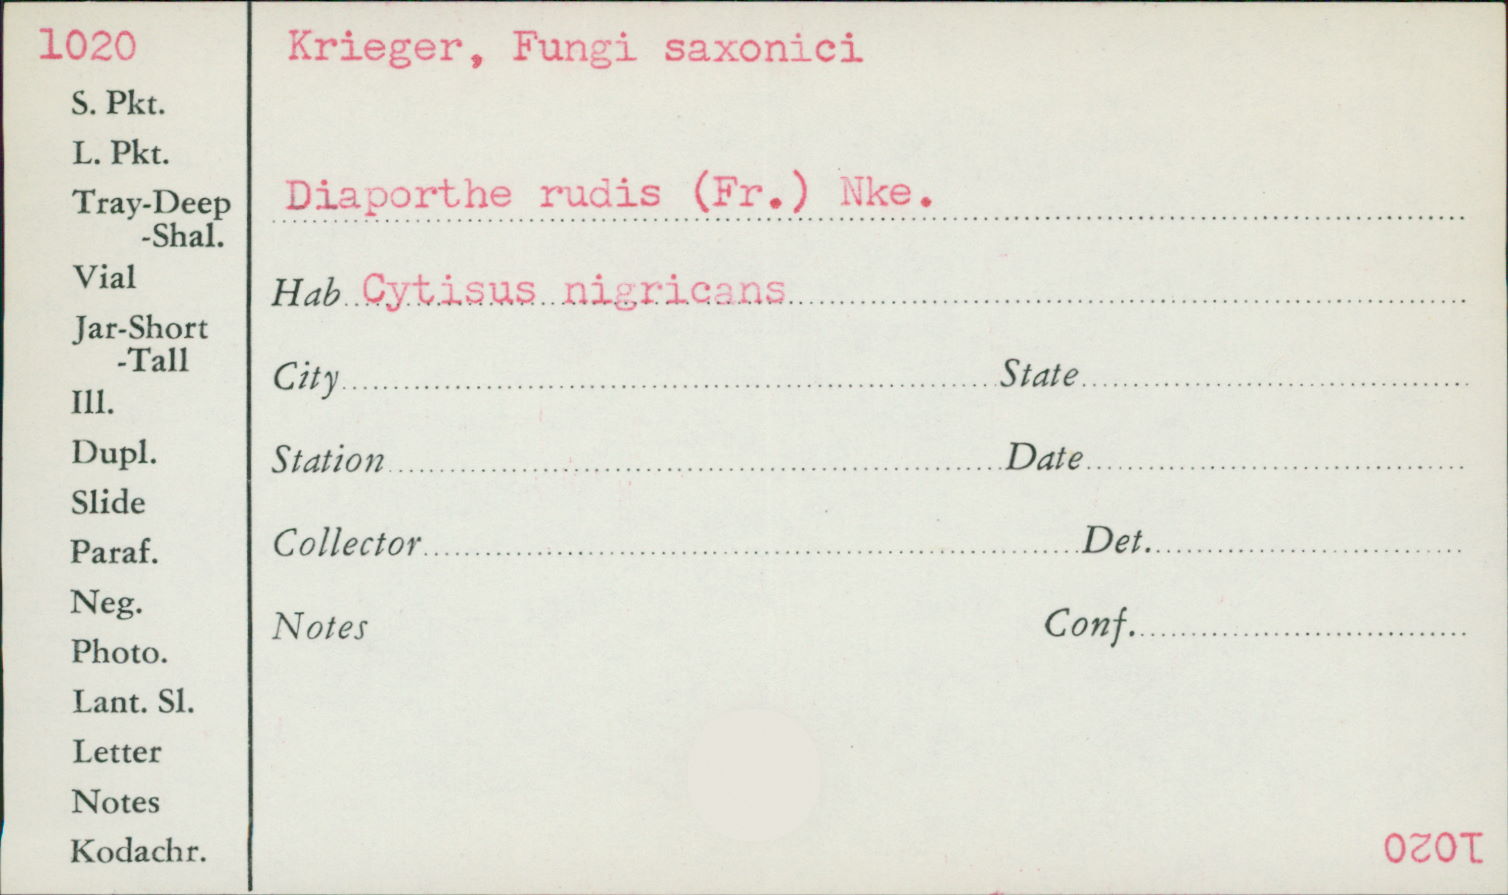 1020
S. Pkt.
L. Pkt.
Tray-Deep
-Shal.
Vial
Jar-Short
-Tall
Ill.
Dupl.
Slide
Paraf.
Neg.
Photo.
Lant. Sl.
Letter
Notes
Kodachr.
Krieger, Fungi saxonici
Diaporthe rudis (Fr.) Nke.
Hab Cytisus nigricans
City State
Station Date
Collector Det.
Notes Conf.
1020